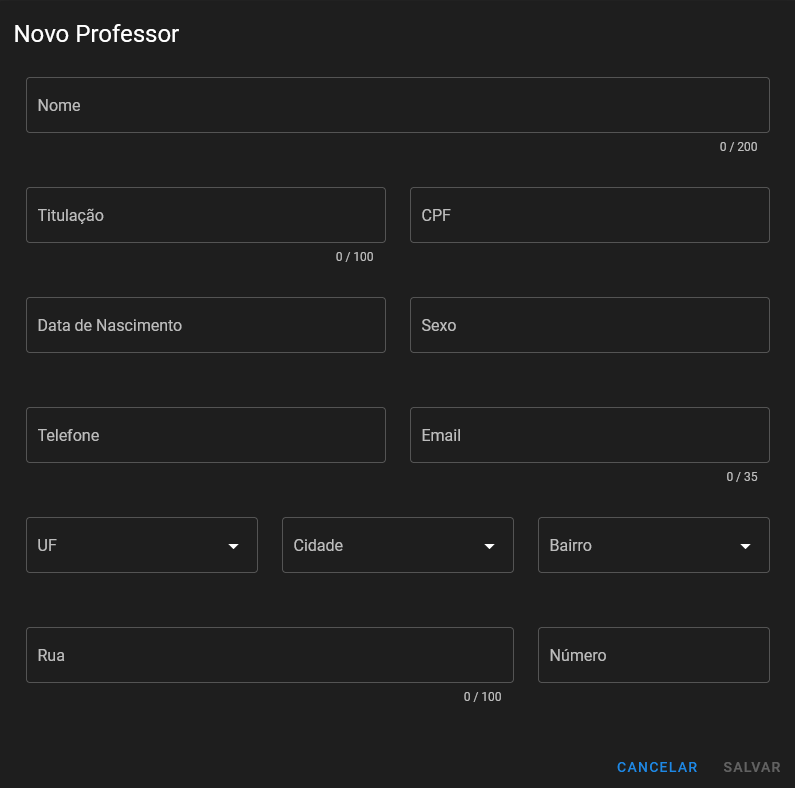 Novo Professor
Nome
0 / 200
Titulação
CPF
0 / 100
Data de Nascimento
Sexo
Telefone
Email
0 / 35
UF
Cidade
Bairro
Rua
Número
0 / 100
CANCELAR
SALVAR